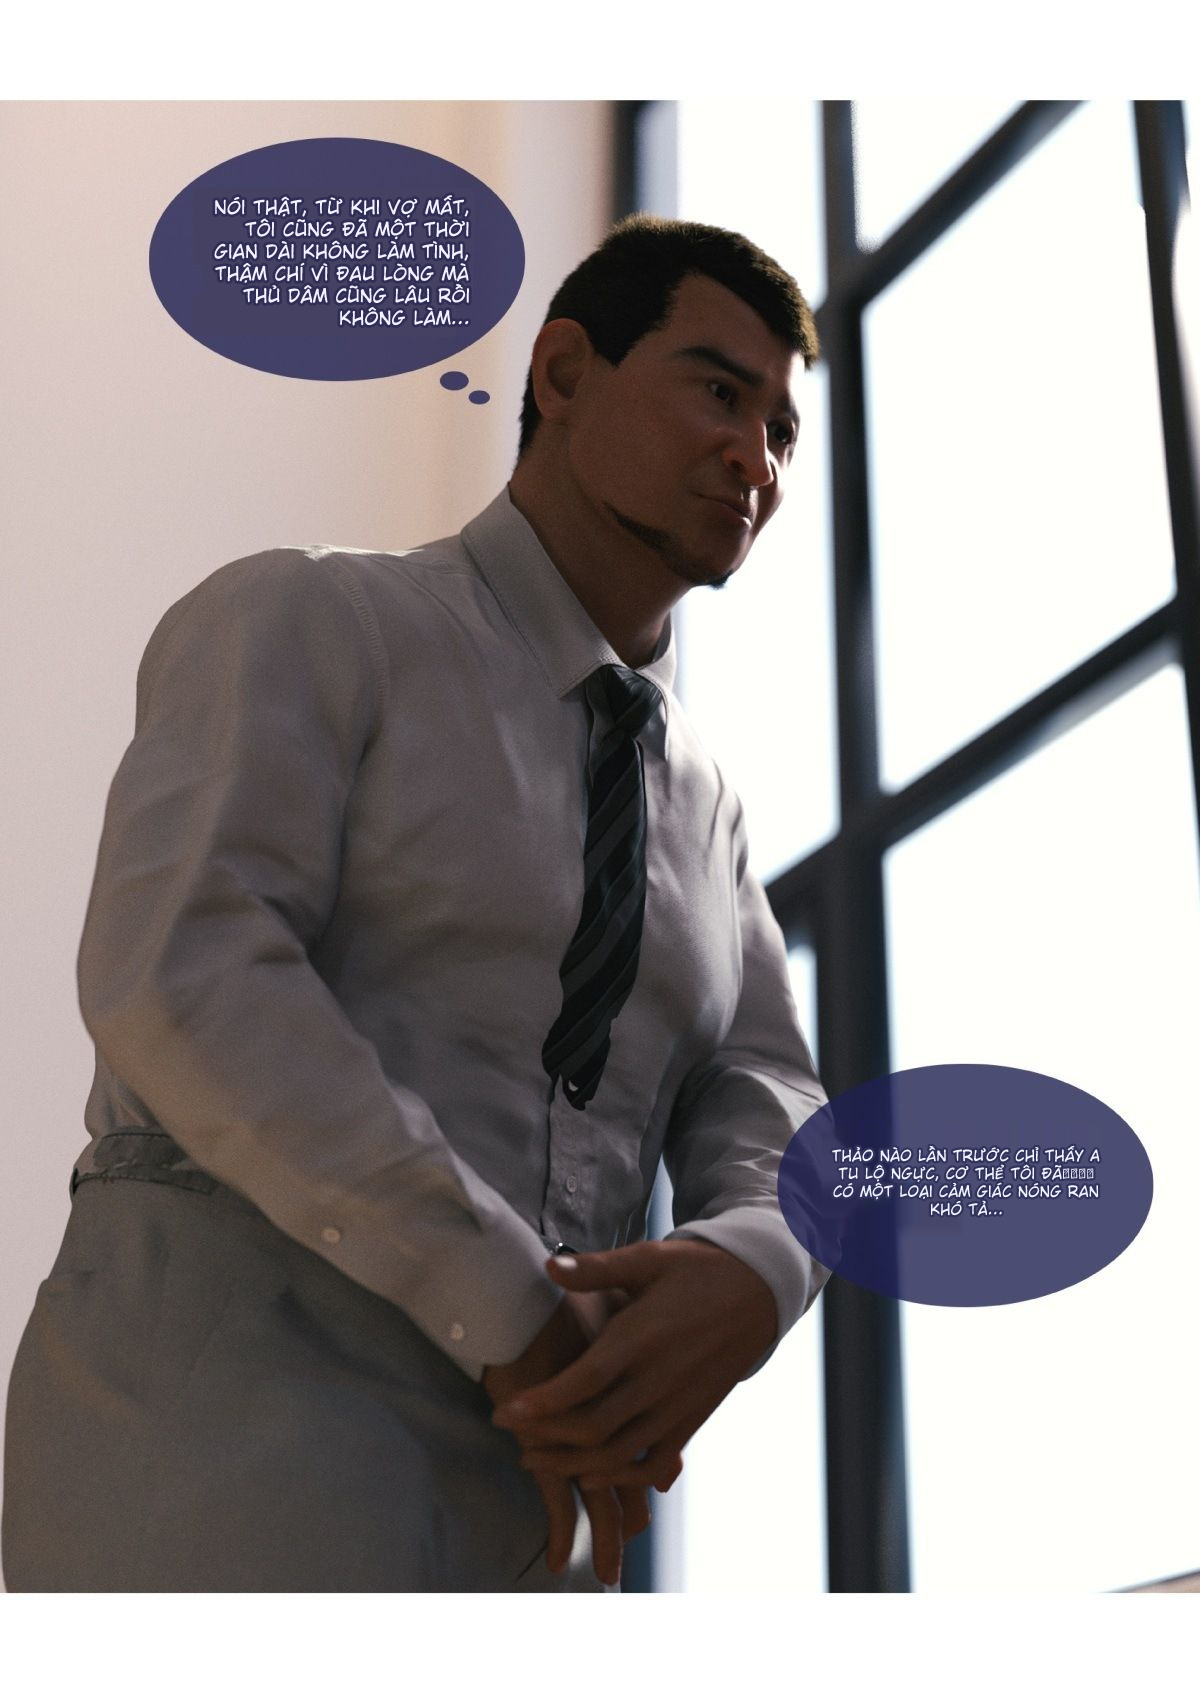 NÓI THẬT, TỪ KHI VỢ MẤT,
TÔI CŨNG ĐÃ MỘT THỜI
GIAN DÀI KHÔNG LÀM TÌNH,
THẬM CHÍ VÌ ĐAU LÒNG MÀ
THỦ DÂM CŨNG LÂU RỒI
KHÔNG LÀM...
THẢO NÀO LẦN TRƯỚC CHỈ THẤY A
TU LỘ NGỰC, CƠ THỂ TÔI ĐÃ□□□□
CÓ MỘT LOẠI CẢM GIÁC NÓNG RAN
KHÓ TẢ...